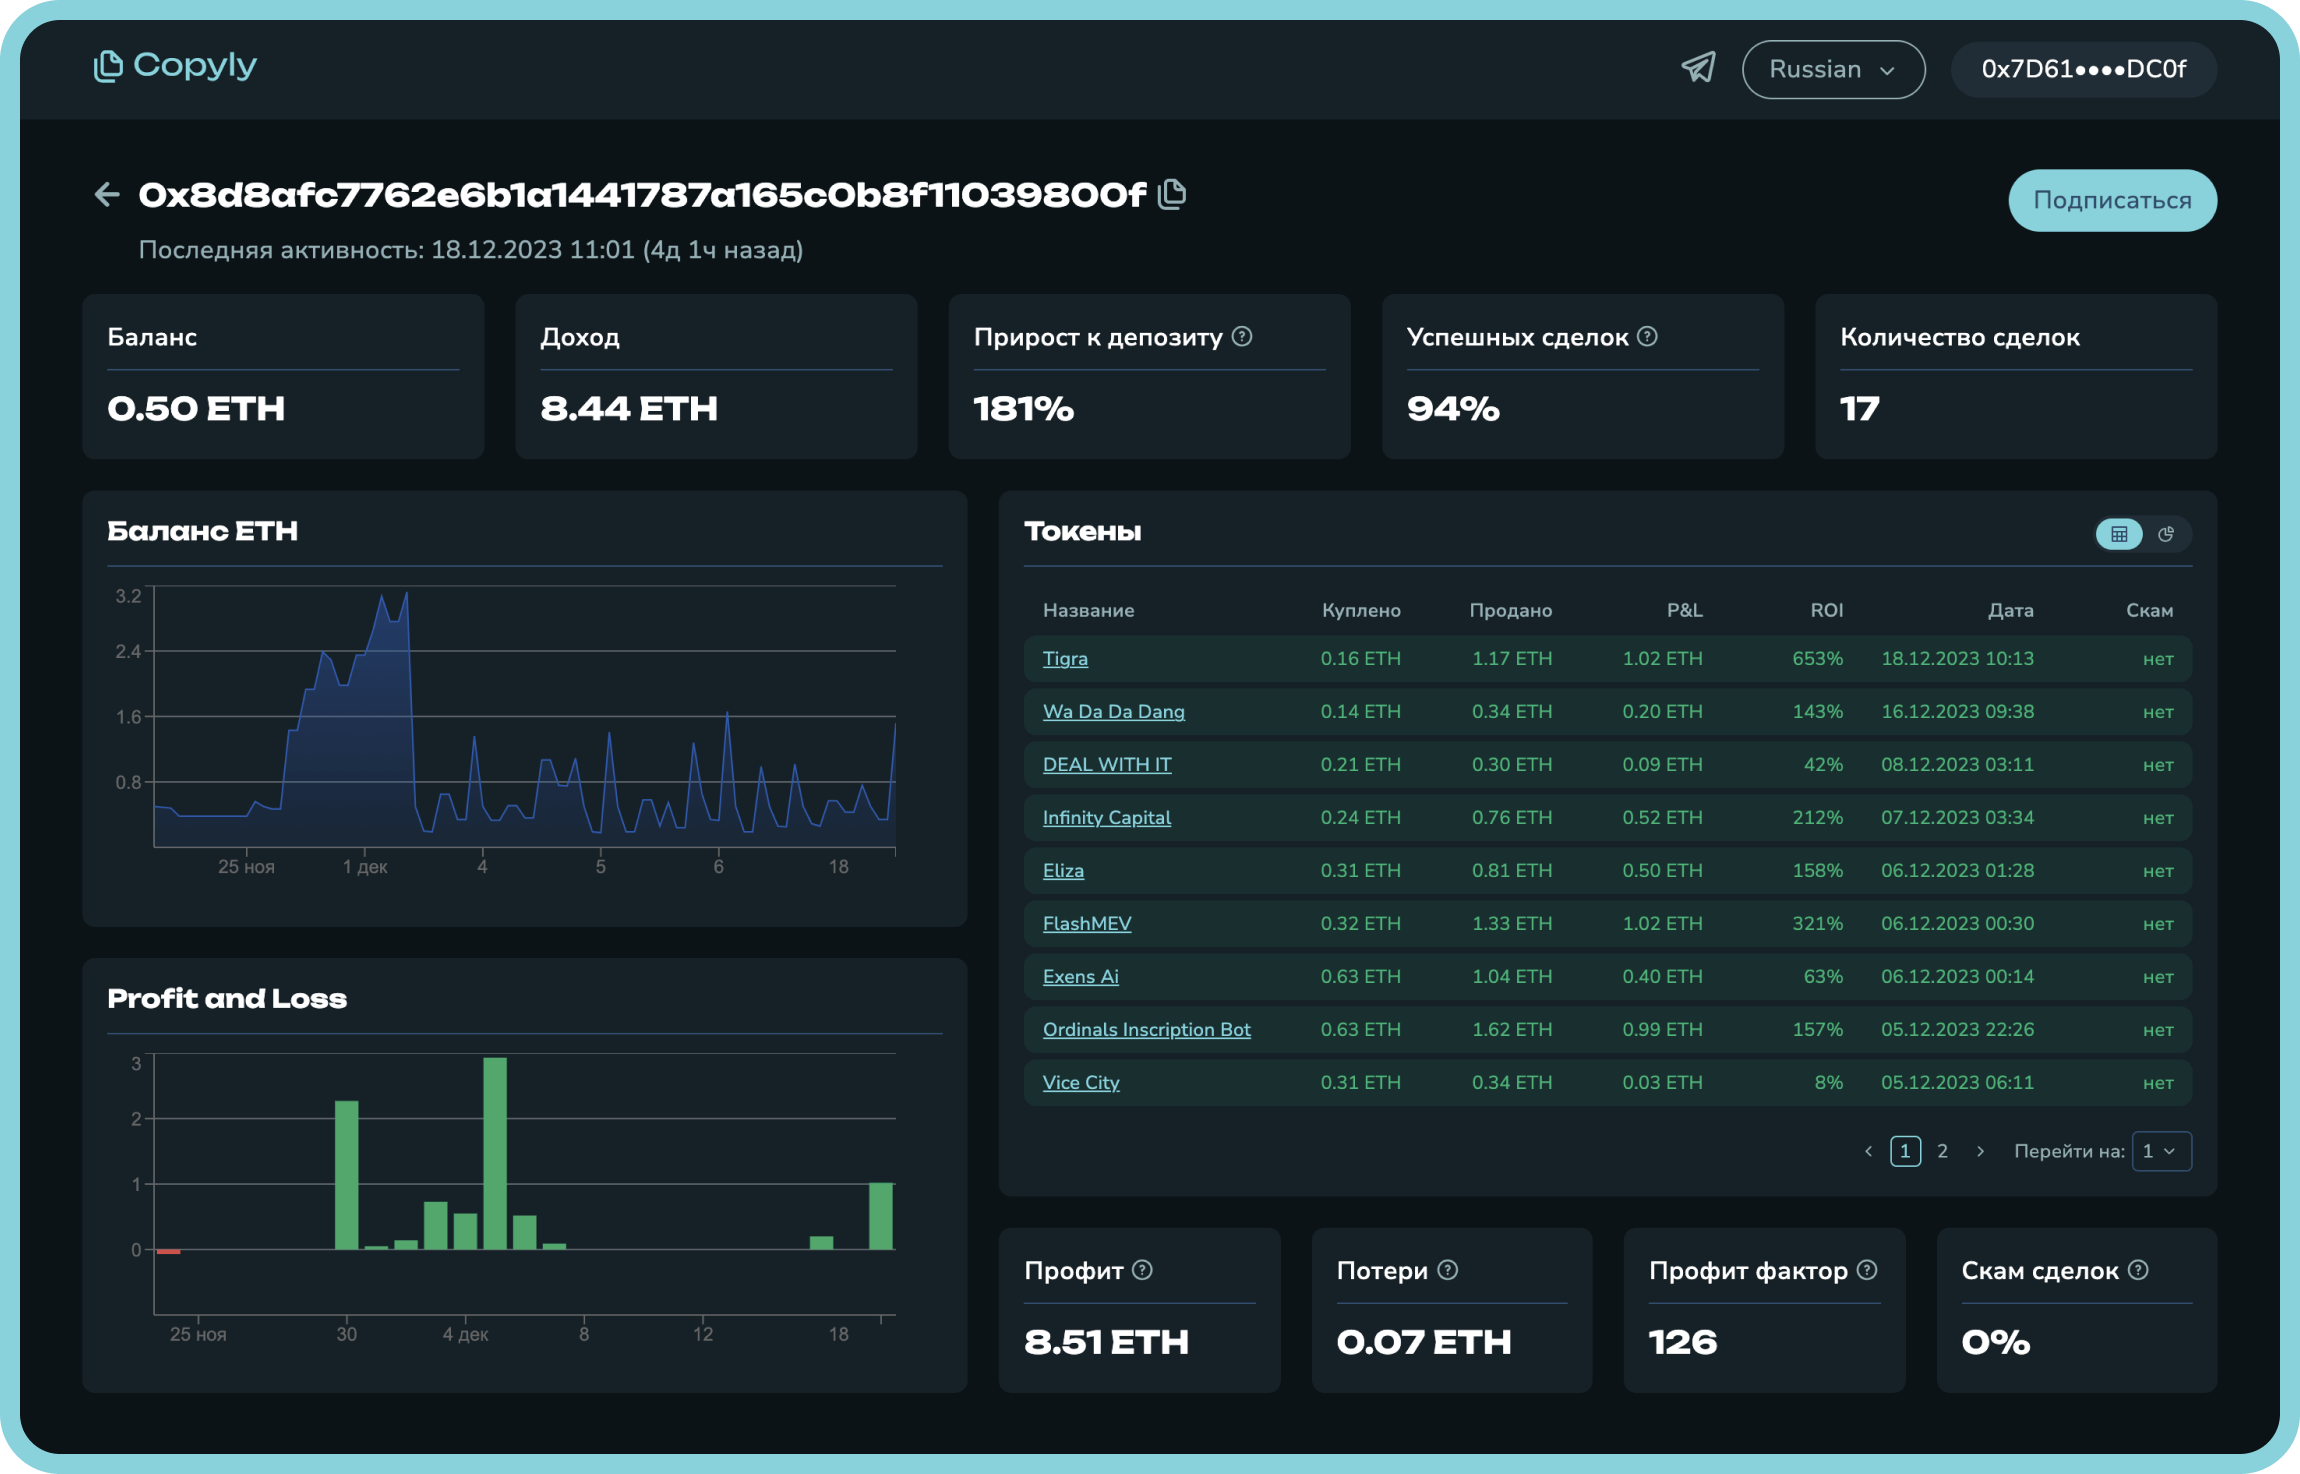 Copyly
Russian
0x7D61••••DC0f
0x8d8afc7762e6b1a1441787a165c0b8f11039800f
Подписаться
Последняя активность: 18.12.2023 11:01 (4д 1ч назад)
Баланс
0.50 ETH
Доход
8.44 ETH
Прирост к депозиту ?
181%
Успешных сделок ?
94%
Количество сделок
17
Баланс ETH
3.2
2.4
1.6
0.8
25 ноя 1 дек 4 5 6 18
Profit and Loss
3
2
1
0
25 ноя 30 4 дек 8 12 18
Токены
Название Куплено Продано P&L ROI Дата Скам
Tigra 0.16 ETH 1.17 ETH 1.02 ETH 653% 18.12.2023 10:13 нет
Wa Da Da Dang 0.14 ETH 0.34 ETH 0.20 ETH 143% 16.12.2023 09:38 нет
DEAL WITH IT 0.21 ETH 0.30 ETH 0.09 ETH 42% 08.12.2023 03:11 нет
Infinity Capital 0.24 ETH 0.76 ETH 0.52 ETH 212% 07.12.2023 03:34 нет
Eliza 0.31 ETH 0.81 ETH 0.50 ETH 158% 06.12.2023 01:28 нет
FlashMEV 0.32 ETH 1.33 ETH 1.02 ETH 321% 06.12.2023 00:30 нет
Exens Ai 0.63 ETH 1.04 ETH 0.40 ETH 63% 06.12.2023 00:14 нет
Ordinals Inscription Bot 0.63 ETH 1.62 ETH 0.99 ETH 157% 05.12.2023 22:26 нет
Vice City 0.31 ETH 0.34 ETH 0.03 ETH 8% 05.12.2023 06:11 нет
1 2 Перейти на: 1
Профит ?
8.51 ETH
Потери ?
0.07 ETH
Профит фактор ?
126
Скам сделок ?
0%